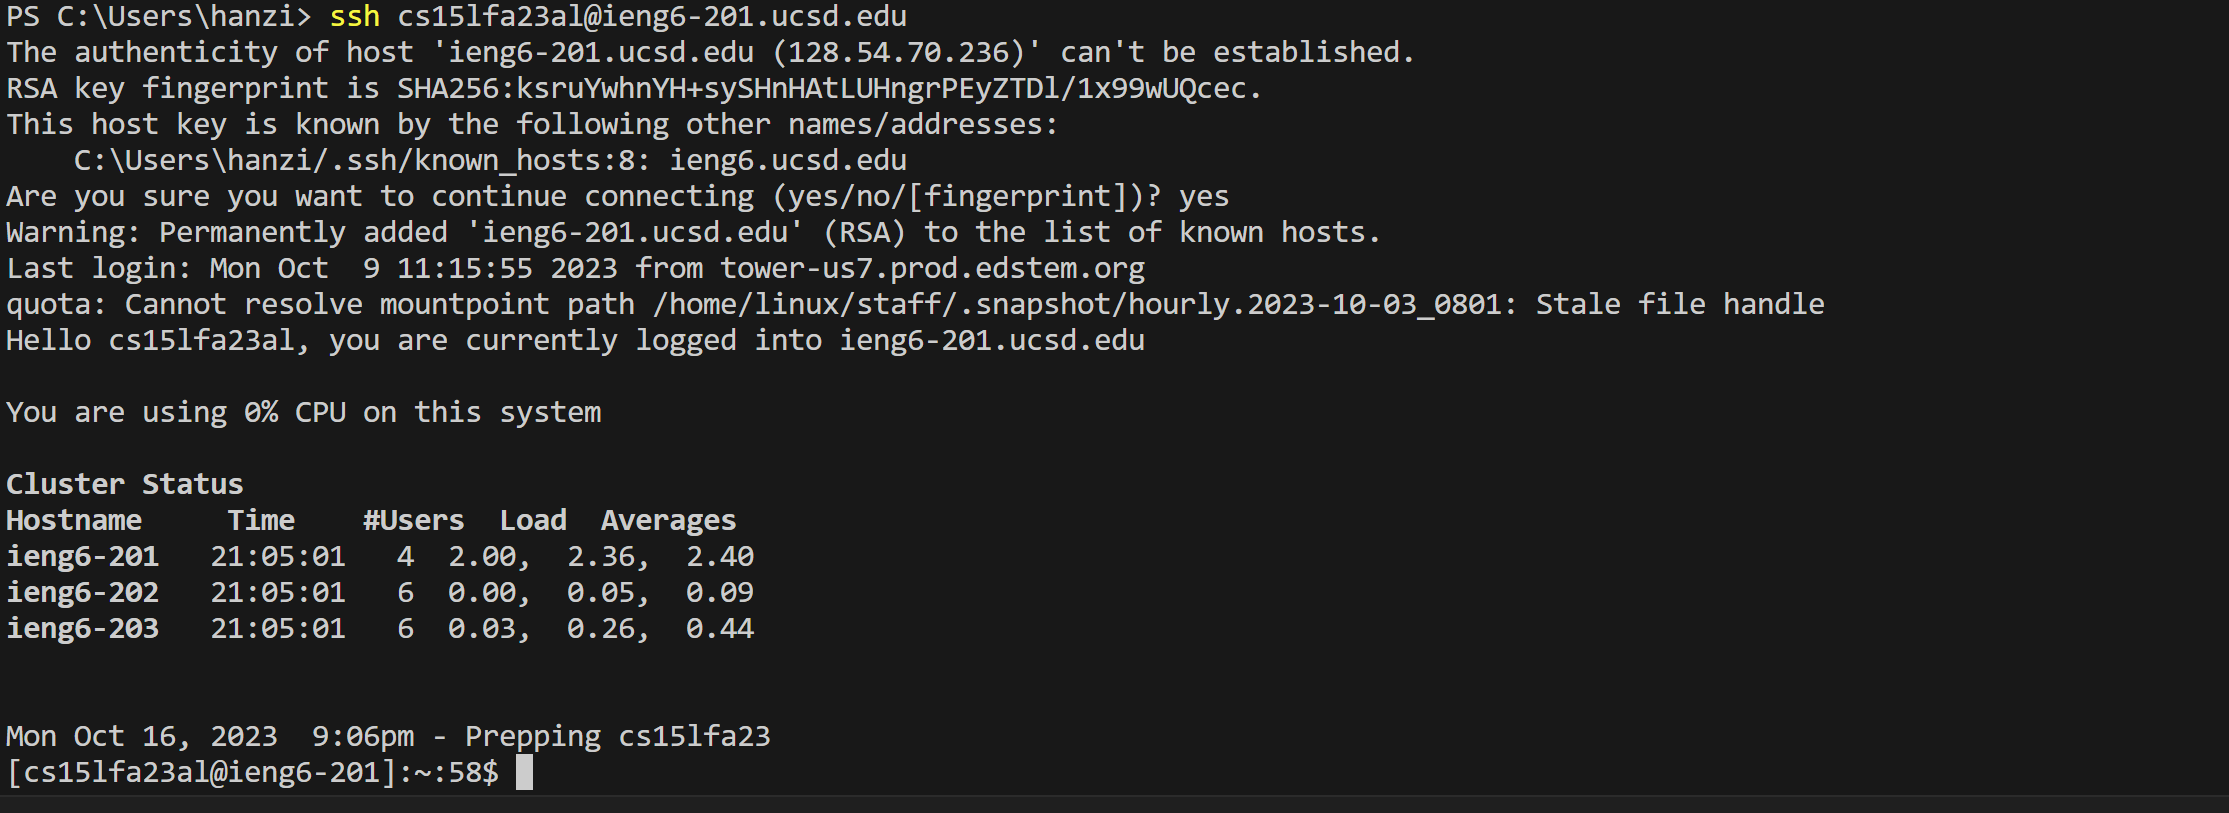 PS C:\Users\hanzi> ssh cs15lfa23al@ieng6-201.ucsd.edu
The authenticity of host 'ieng6-201.ucsd.edu (128.54.70.236)' can't be established.
RSA key fingerprint is SHA256:ksruYwhnYH+sySHnHAtLUHngrPEyZTDl/1x99wUQcec.
This host key is known by the following other names/addresses:
    C:\Users\hanzi/.ssh/known_hosts:8: ieng6.ucsd.edu
Are you sure you want to continue connecting (yes/no/[fingerprint])? yes
Warning: Permanently added 'ieng6-201.ucsd.edu' (RSA) to the list of known hosts.
Last login: Mon Oct  9 11:15:55 2023 from tower-us7.prod.edstem.org
quota: Cannot resolve mountpoint path /home/linux/staff/.snapshot/hourly.2023-10-03_0801: Stale file handle
Hello cs15lfa23al, you are currently logged into ieng6-201.ucsd.edu

You are using 0% CPU on this system

Cluster Status
Hostname     Time    #Users  Load  Averages
ieng6-201   21:05:01   4  2.00,  2.36,  2.40
ieng6-202   21:05:01   6  0.00,  0.05,  0.09
ieng6-203   21:05:01   6  0.03,  0.26,  0.44

Mon Oct 16, 2023  9:06pm - Prepping cs15lfa23
[cs15lfa23al@ieng6-201]:~:58$